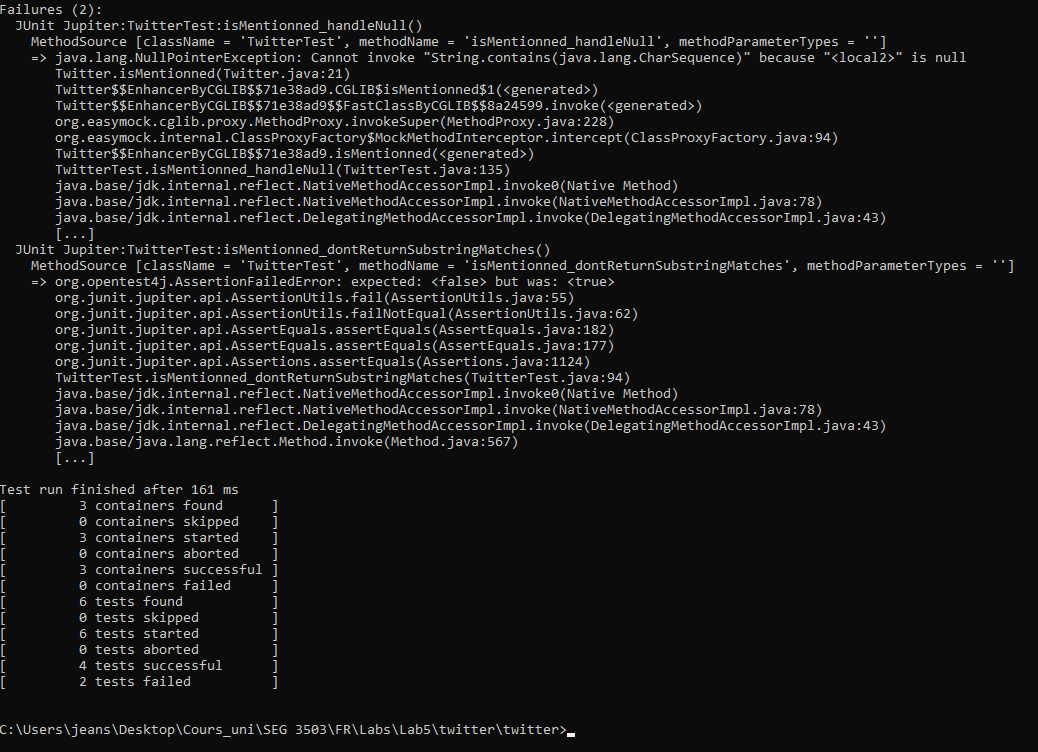 Failures (2):
  JUnit Jupiter:TwitterTest:isMentionned_handleNull()
    MethodSource [className = 'TwitterTest', methodName = 'isMentionned_handleNull', methodParameterTypes = '']
    => java.lang.NullPointerException: Cannot invoke "String.contains(java.lang.CharSequence)" because "<local2>" is null
       Twitter.isMentionned(Twitter.java:21)
       Twitter$$EnhancerByCGLIB$$71e38ad9.CGLIB$isMentionned$1(<generated>)
       Twitter$$EnhancerByCGLIB$$71e38ad9$$FastClassByCGLIB$$8a24599.invoke(<generated>)
       org.easymock.cglib.proxy.MethodProxy.invokeSuper(MethodProxy.java:228)
       org.easymock.internal.ClassProxyFactory$MockMethodInterceptor.intercept(ClassProxyFactory.java:94)
       Twitter$$EnhancerByCGLIB$$71e38ad9.isMentionned(<generated>)
       TwitterTest.isMentionned_handleNull(TwitterTest.java:135)
       java.base/jdk.internal.reflect.NativeMethodAccessorImpl.invoke0(Native Method)
       java.base/jdk.internal.reflect.NativeMethodAccessorImpl.invoke(NativeMethodAccessorImpl.java:78)
       java.base/jdk.internal.reflect.DelegatingMethodAccessorImpl.invoke(DelegatingMethodAccessorImpl.java:43)
       [...]
  JUnit Jupiter:TwitterTest:isMentionned_dontReturnSubstringMatches()
    MethodSource [className = 'TwitterTest', methodName = 'isMentionned_dontReturnSubstringMatches', methodParameterTypes = '']
    => org.opentest4j.AssertionFailedError: expected: <false> but was: <true>
       org.junit.jupiter.api.AssertionUtils.fail(AssertionUtils.java:55)
       org.junit.jupiter.api.AssertionUtils.failNotEqual(AssertionUtils.java:62)
       org.junit.jupiter.api.AssertEquals.assertEquals(AssertEquals.java:182)
       org.junit.jupiter.api.AssertEquals.assertEquals(AssertEquals.java:177)
       org.junit.jupiter.api.Assertions.assertEquals(Assertions.java:1124)
       TwitterTest.isMentionned_dontReturnSubstringMatches(TwitterTest.java:94)
       java.base/jdk.internal.reflect.NativeMethodAccessorImpl.invoke0(Native Method)
       java.base/jdk.internal.reflect.NativeMethodAccessorImpl.invoke(NativeMethodAccessorImpl.java:78)
       java.base/jdk.internal.reflect.DelegatingMethodAccessorImpl.invoke(DelegatingMethodAccessorImpl.java:43)
       java.base/java.lang.reflect.Method.invoke(Method.java:567)
       [...]
Test run finished after 161 ms
[         3 containers found      ]
[         0 containers skipped    ]
[         3 containers started    ]
[         0 containers aborted    ]
[         3 containers successful ]
[         0 containers failed     ]
[         6 tests found           ]
[         0 tests skipped         ]
[         6 tests started         ]
[         0 tests aborted         ]
[         4 tests successful      ]
[         2 tests failed          ]
C:\Users\jeans\Desktop\Cours_uni\SEG 3503\FR\Labs\Lab5\twitter\twitter>